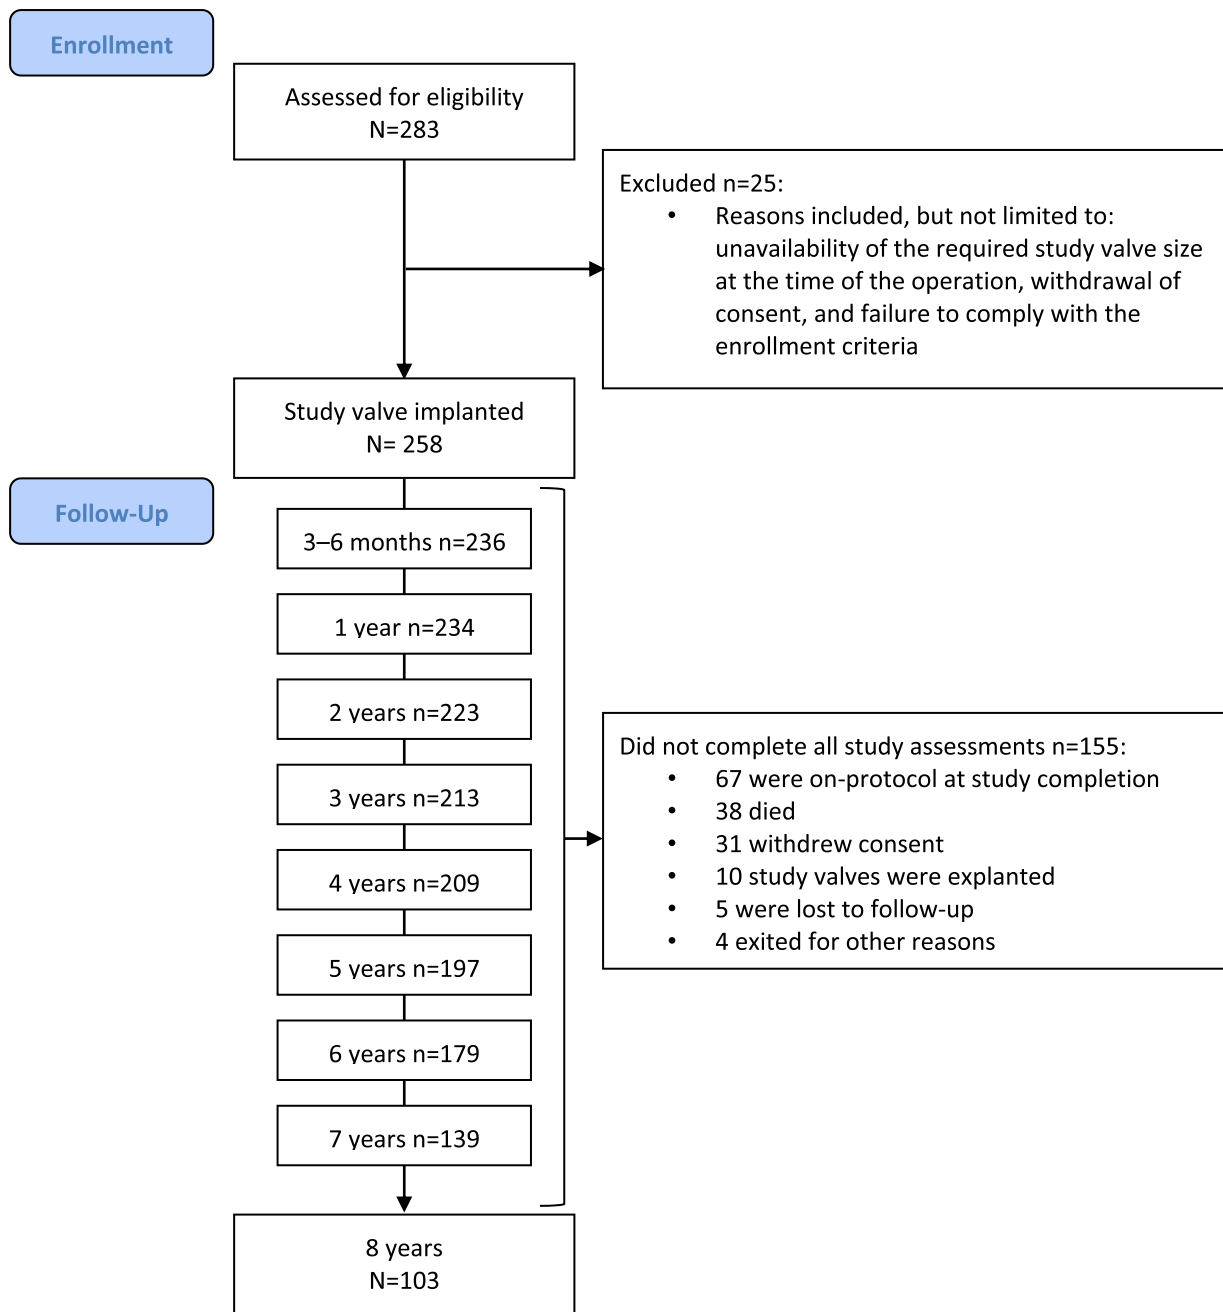 Enrollment
Assessed for eligibility
N=283
Excluded n=25:
• Reasons included, but not limited to:
unavailability of the required study valve size
at the time of the operation, withdrawal of
consent, and failure to comply with the
enrollment criteria
Study valve implanted
N= 258
Follow-Up
3–6 months n=236
1 year n=234
2 years n=223
3 years n=213
4 years n=209
5 years n=197
6 years n=179
7 years n=139
Did not complete all study assessments n=155:
• 67 were on-protocol at study completion
• 38 died
• 31 withdrew consent
• 10 study valves were explanted
• 5 were lost to follow-up
• 4 exited for other reasons
8 years
N=103